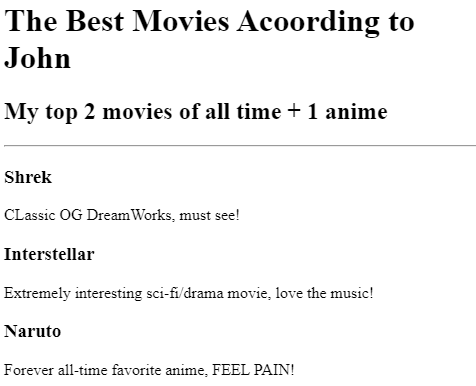 The Best Movies Acoording to
John
My top 2 movies of all time + 1 anime
Shrek
CLassic OG DreamWorks, must see!
Interstellar
Extremely interesting sci-fi/drama movie, love the music!
Naruto
Forever all-time favorite anime, FEEL PAIN!